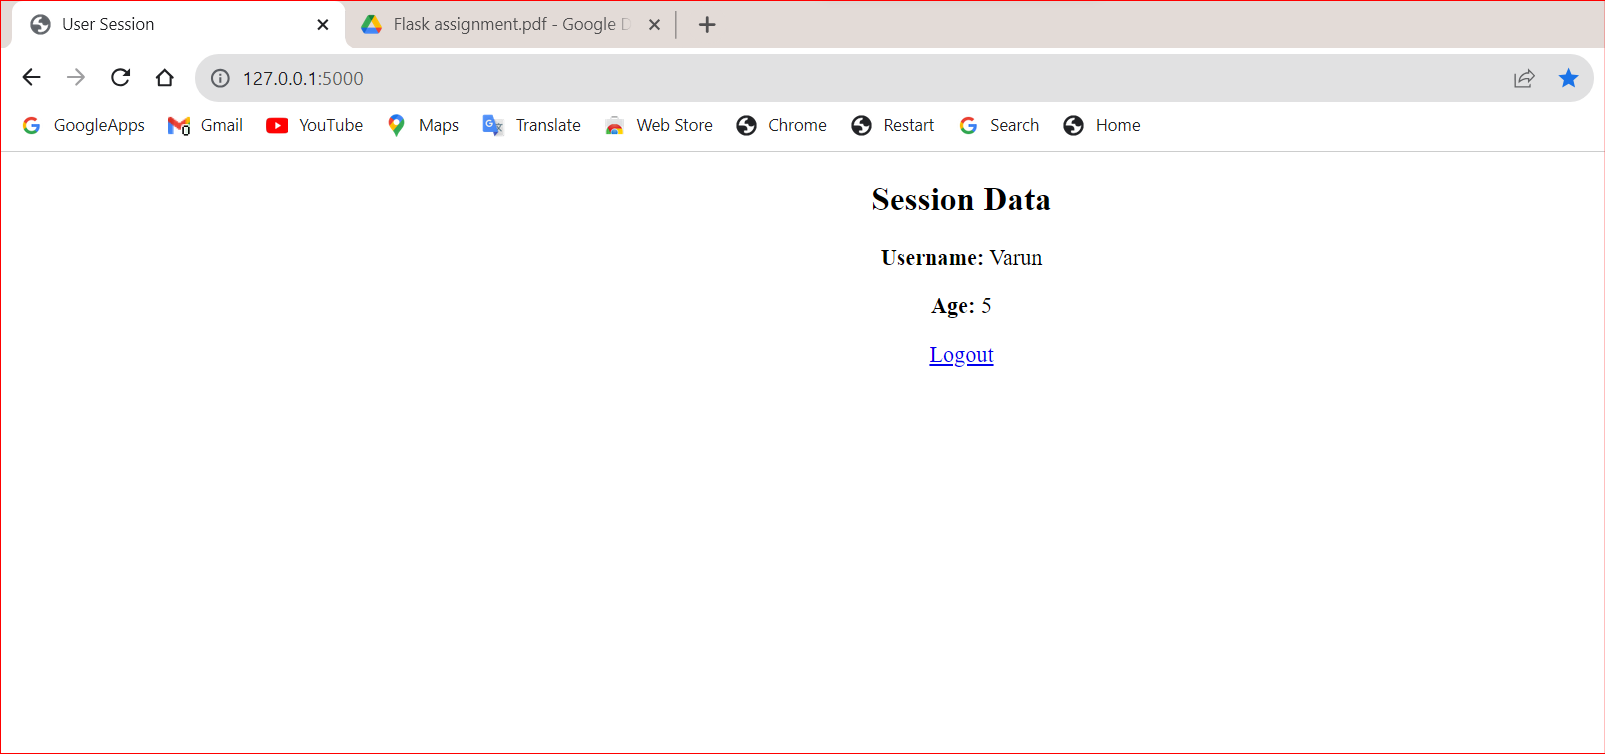 User Session
Flask assignment.pdf - Google D
127.0.0.1:5000
GoogleApps Gmail YouTube Maps Translate Web Store Chrome Restart Search Home
Session Data
Username: Varun
Age: 5
Logout